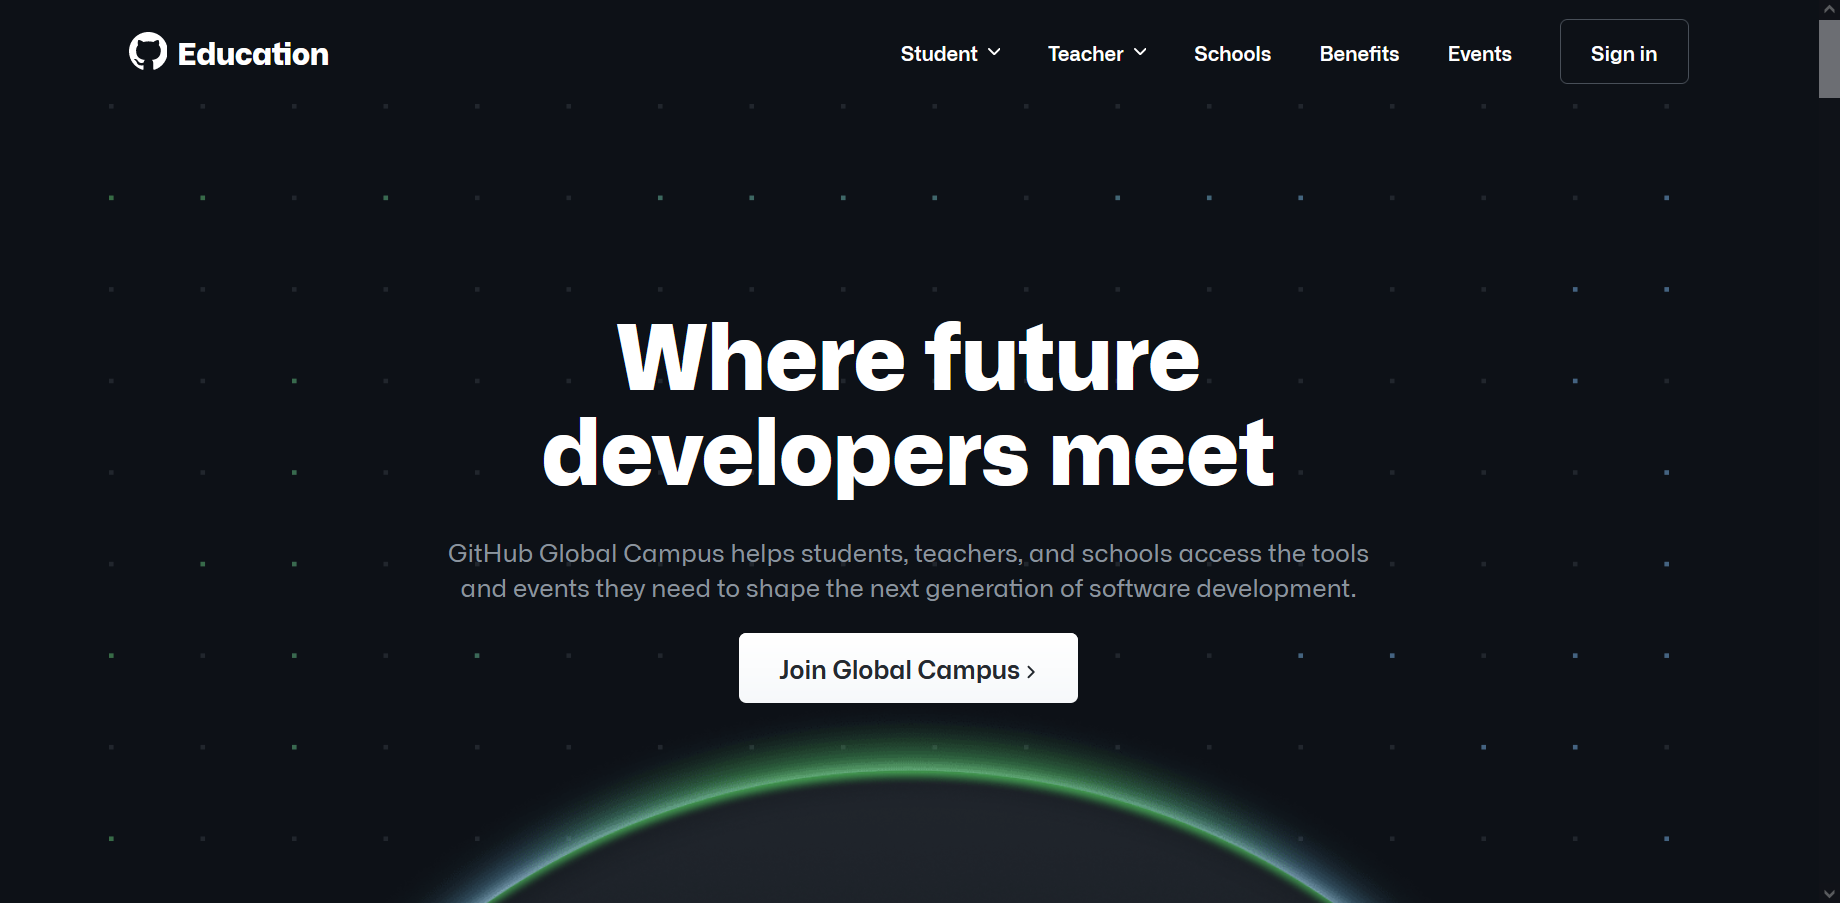 Education
Student
Teacher
Schools
Benefits
Events
Sign in
Where future
developers meet
GitHub Global Campus helps students, teachers, and schools access the tools
and events they need to shape the next generation of software development.
Join Global Campus ›